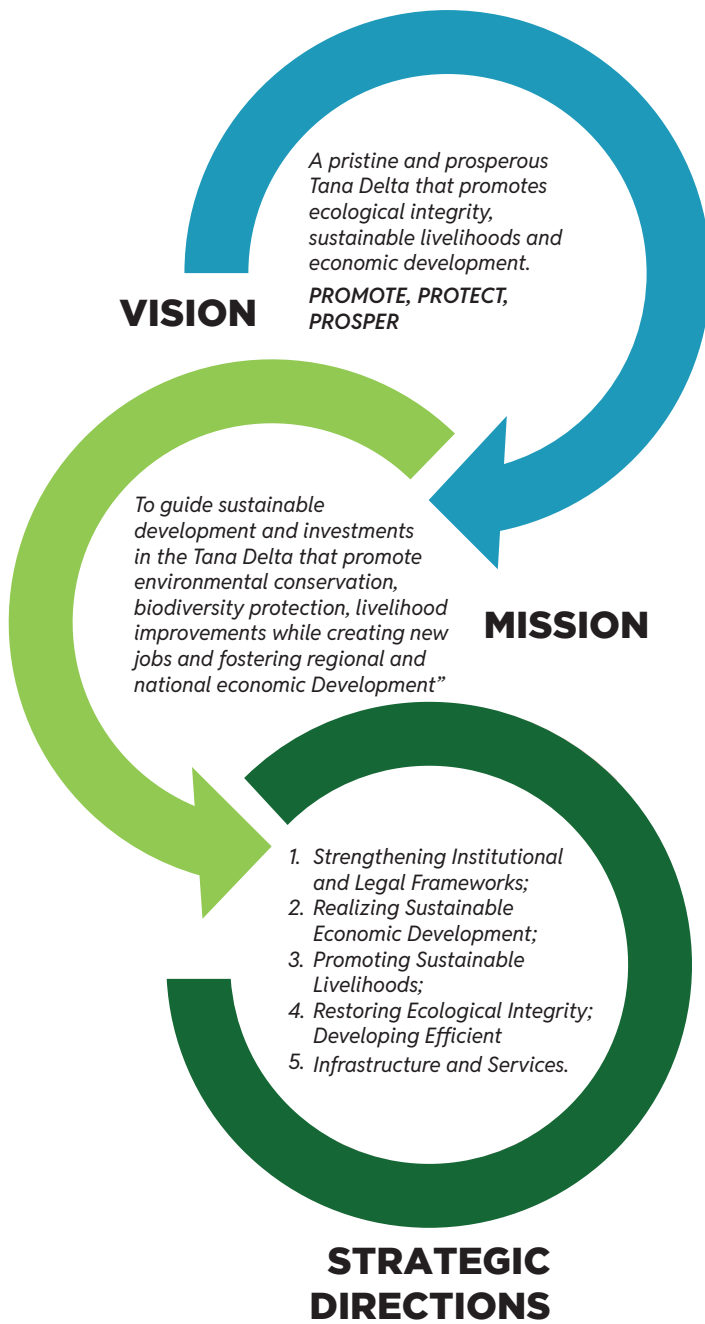 A pristine and prosperous
Tana Delta that promotes
ecological integrity,
sustainable livelihoods and
economic development.
PROMOTE, PROTECT,
PROSPER
VISION
To guide sustainable
development and investments
in the Tana Delta that promote
environmental conservation,
biodiversity protection, livelihood
improvements while creating new
jobs and fostering regional and
national economic Development”
MISSION
1. Strengthening Institutional
and Legal Frameworks;
2. Realizing Sustainable
Economic Development;
3. Promoting Sustainable
Livelihoods;
4. Restoring Ecological Integrity;
Developing Efficient
5. Infrastructure and Services.
STRATEGIC
DIRECTIONS